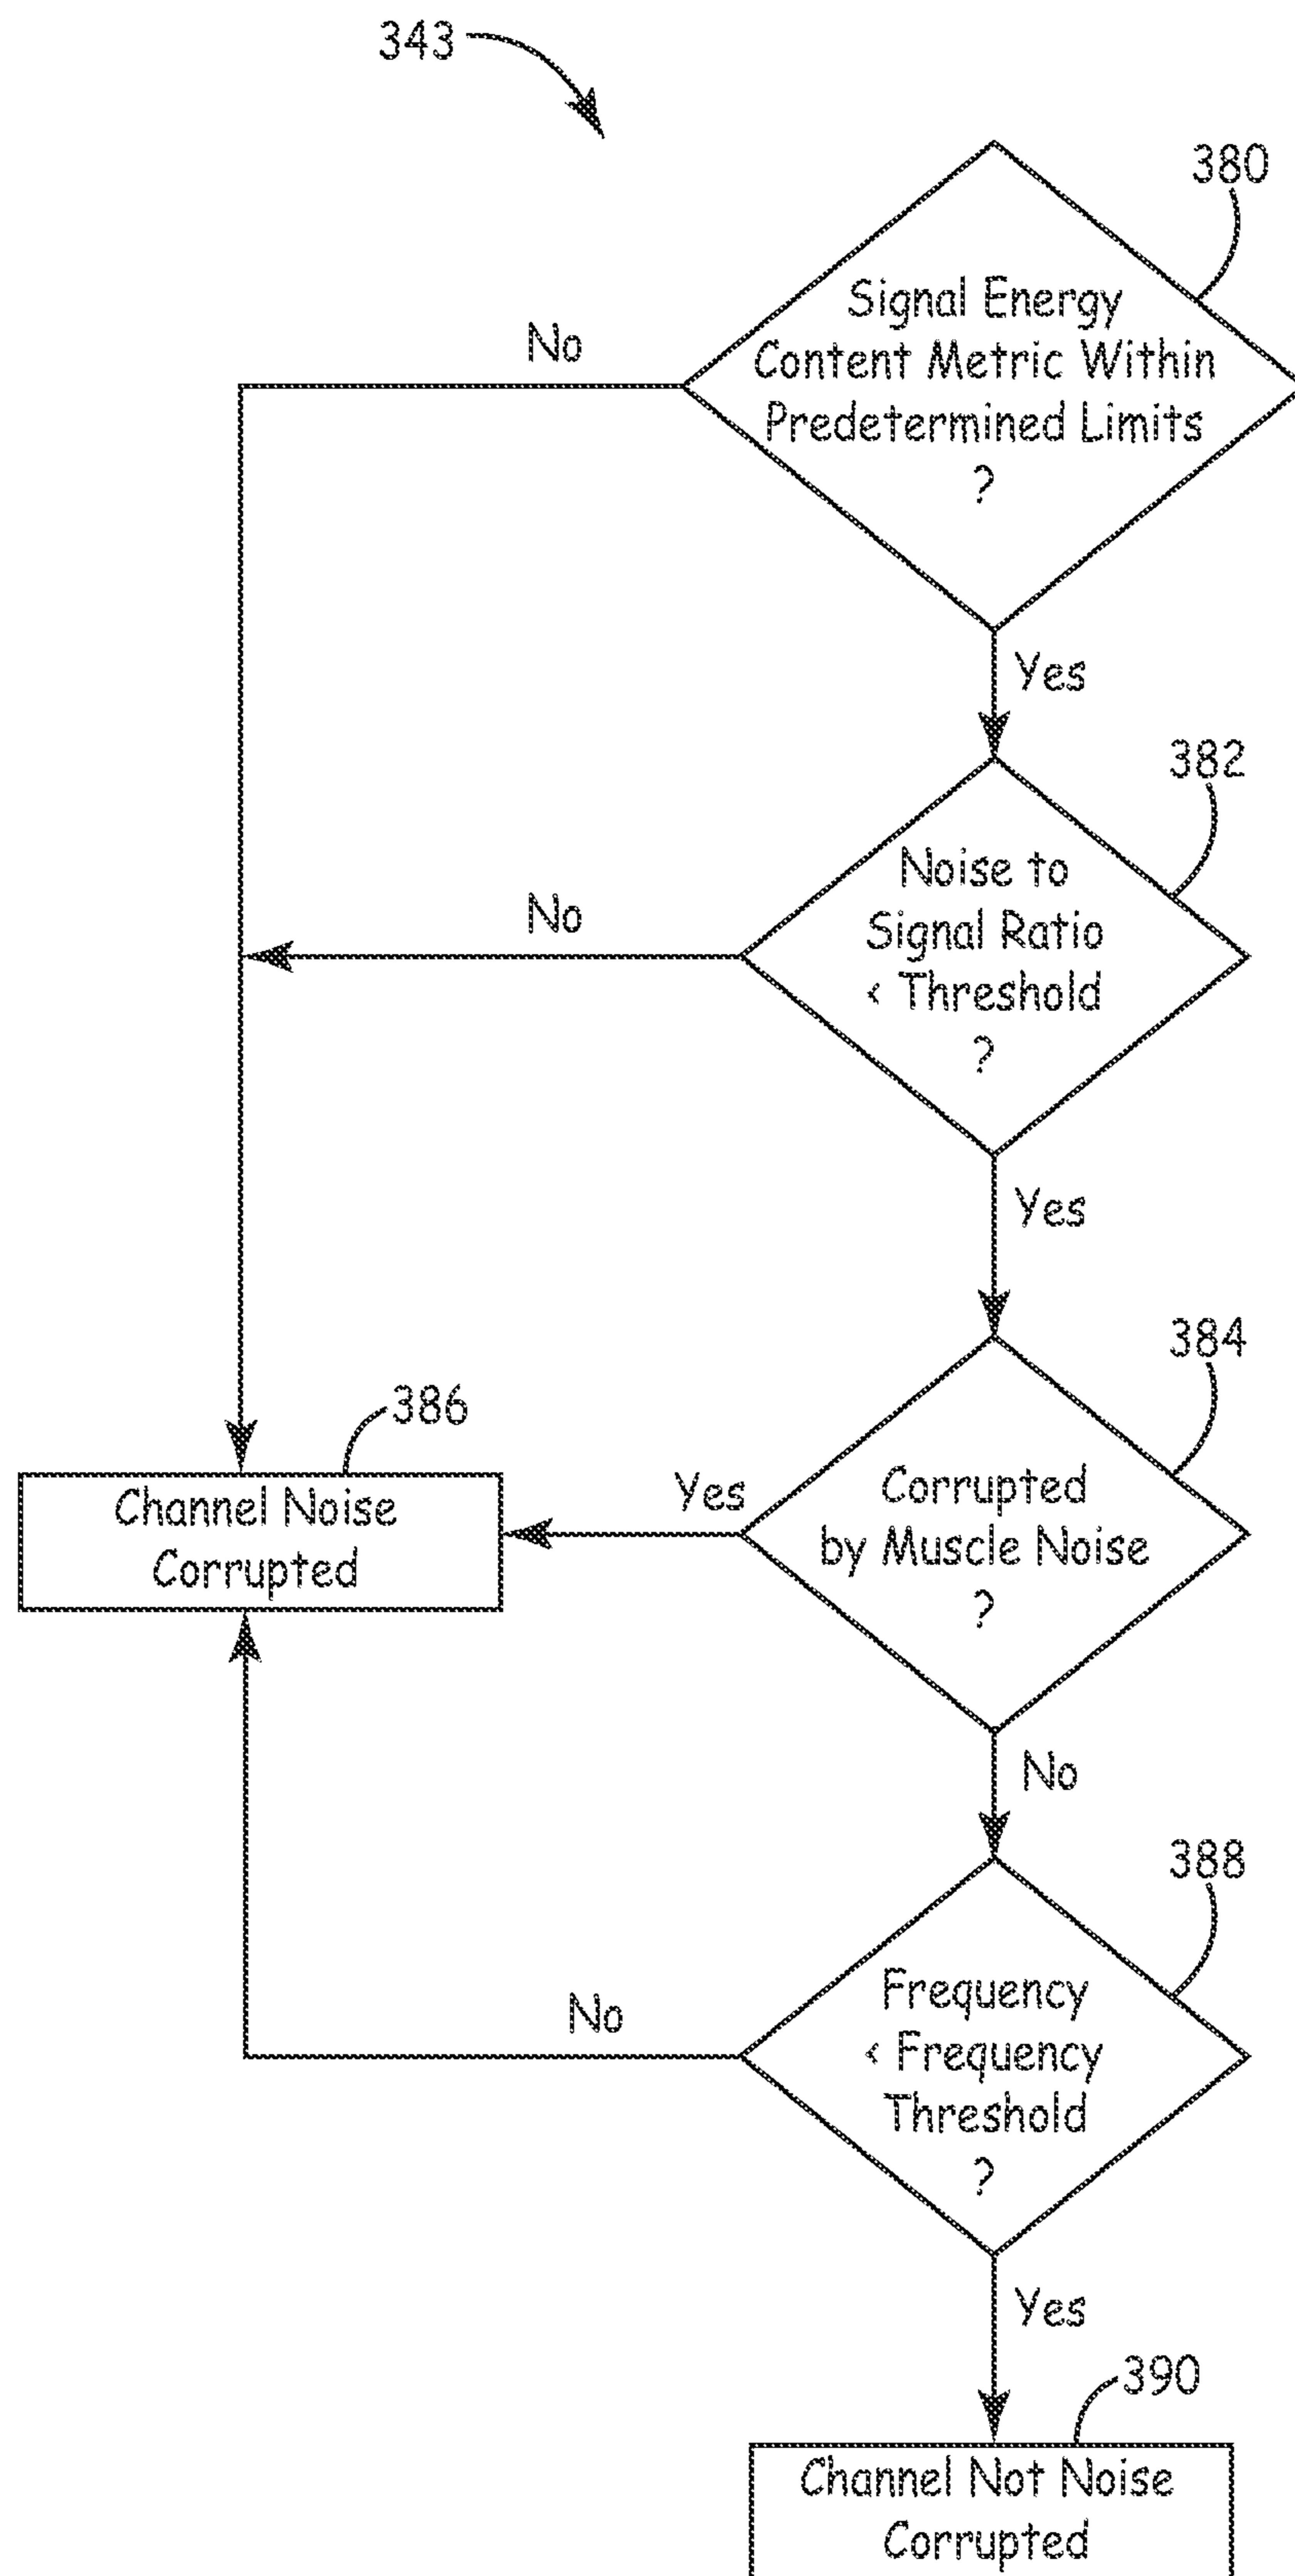 343
380
Signal Energy
Content Metric Within
Predetermined Limits
?
No
Yes
382
Noise to
Signal Ratio
< Threshold
?
No
Yes
384
386
Corrupted
by Muscle Noise
?
Yes
Channel Noise
Corrupted
No
388
Frequency
< Frequency
Threshold
?
No
Yes
390
Channel Not Noise
Corrupted